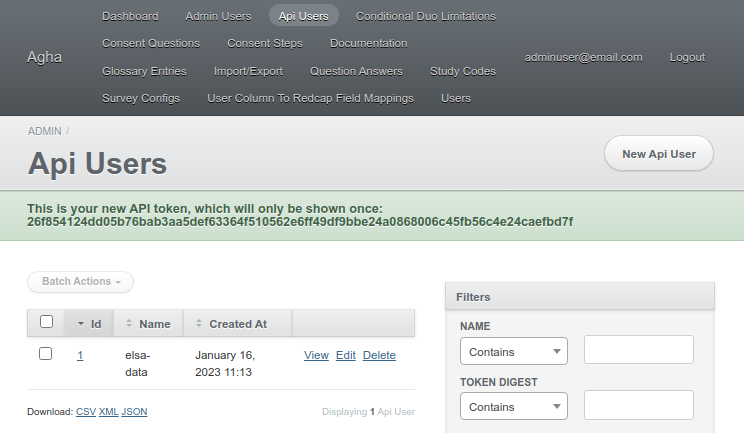 Dashboard Admin Users Api Users Conditional Duo Limitations
Consent Questions Consent Steps Documentation
Agha
Glossary Entries Import/Export Question Answers Study Codes
adminuser@email.com Logout
Survey Configs User Column To Redcap Field Mappings Users
ADMIN /
Api Users
New Api User
This is your new API token, which will only be shown once:
26f854124dd05b76bab3aa5def63364f510562e6ff49df9bbe24a0868006c45fb56c4e24caefbd7f
Batch Actions
Id Name Created At
1 elsa-data January 16, 2023 11:13 View Edit Delete
Download: CSV XML JSON
Displaying 1 Api User
Filters
NAME
Contains
TOKEN DIGEST
Contains